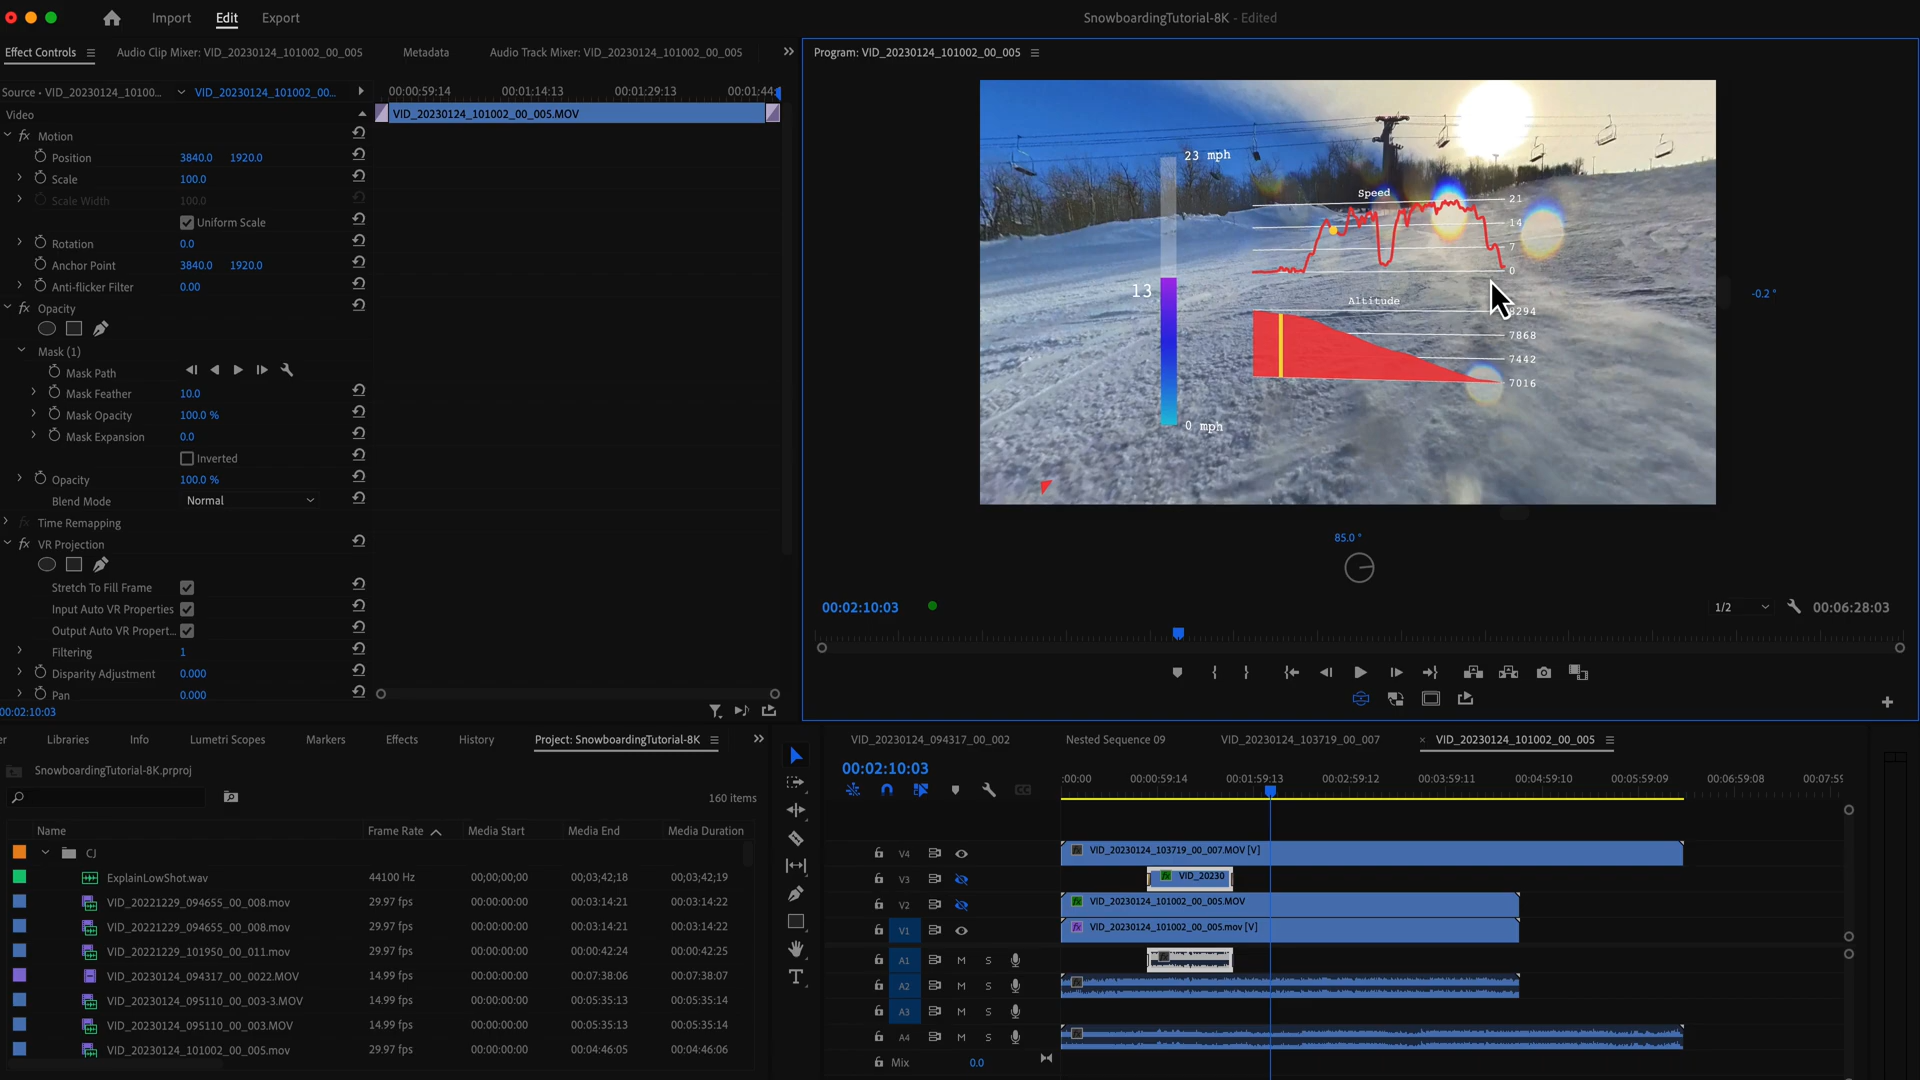 Import Edit Export
SnowboardingTutorial-8K - Edited
Effect Controls Audio Clip Mixer: VID_20230124_101002_00_005 Metadata Audio Track Mixer: VID_20230124_101002_00_005
Program: VID_20230124_101002_00_005
Source • VID_20230124_10100... VID_20230124_101002_00...
00:00:59:14 00:01:14:13 00:01:29:13 00:01:44:
VID_20230124_101002_00_005.MOV
Video
fx Motion
Position 3840.0 1920.0
Scale 100.0
Scale Width 100.0
Uniform Scale
Rotation 0.0
Anchor Point 3840.0 1920.0
Anti-flicker Filter 0.00
fx Opacity
Mask (1)
Mask Path
Mask Feather 10.0
Mask Opacity 100.0 %
Mask Expansion 0.0
Inverted
Opacity 100.0 %
Blend Mode Normal
fx Time Remapping
fx VR Projection
Stretch To Fill Frame
Input Auto VR Properties
Output Auto VR Propert...
Filtering 1
Disparity Adjustment 0.000
Pan 0.000
00:02:10:03
23 mph
13
0 mph
Speed
21
14
7
0
Altitude
8294
7868
7442
7016
-0.2 °
85.0 °
00:02:10:03
1/2 00:06:28:03
Libraries Info Lumetri Scopes Markers Effects History Project: SnowboardingTutorial-8K
SnowboardingTutorial-8K.prproj
160 items
Name Frame Rate Media Start Media End Media Duration
CJ
ExplainLowShot.wav 44100 Hz 00;00;00;00 00;03;42;18 00;03;42;19
VID_20221229_094655_00_008.mov 29.97 fps 00:00:00:00 00:03:14:21 00:03:14:22
VID_20221229_094655_00_008.mov 29.97 fps 00:00:00:00 00:03:14:21 00:03:14:22
VID_20221229_101950_00_011.mov 29.97 fps 00:00:00:00 00:00:42:24 00:00:42:25
VID_20230124_094317_00_0022.MOV 14.99 fps 00:00:00:00 00:07:38:06 00:07:38:07
VID_20230124_095110_00_003-3.MOV 14.99 fps 00:00:00:00 00:05:35:13 00:05:35:14
VID_20230124_095110_00_003.MOV 14.99 fps 00:00:00:00 00:05:35:13 00:05:35:14
VID_20230124_101002_00_005.mov 29.97 fps 00:00:00:00 00:04:46:05 00:04:46:06
VID_20230124_094317_00_002 Nested Sequence 09 VID_20230124_103719_00_007 × VID_20230124_101002_00_005
00:02:10:03
:00:00 00:00:59:14 00:01:59:13 00:02:59:12 00:03:59:11 00:04:59:10 00:05:59:09 00:06:59:08 00:07:59
V4 VID_20230124_103719_00_007.MOV [V]
V3 VID_20230
V2 VID_20230124_101002_00_005.MOV
V1 VID_20230124_101002_00_005.mov [V]
A1 M S
A2 M S
A3 M S
A4 M S
Mix 0.0